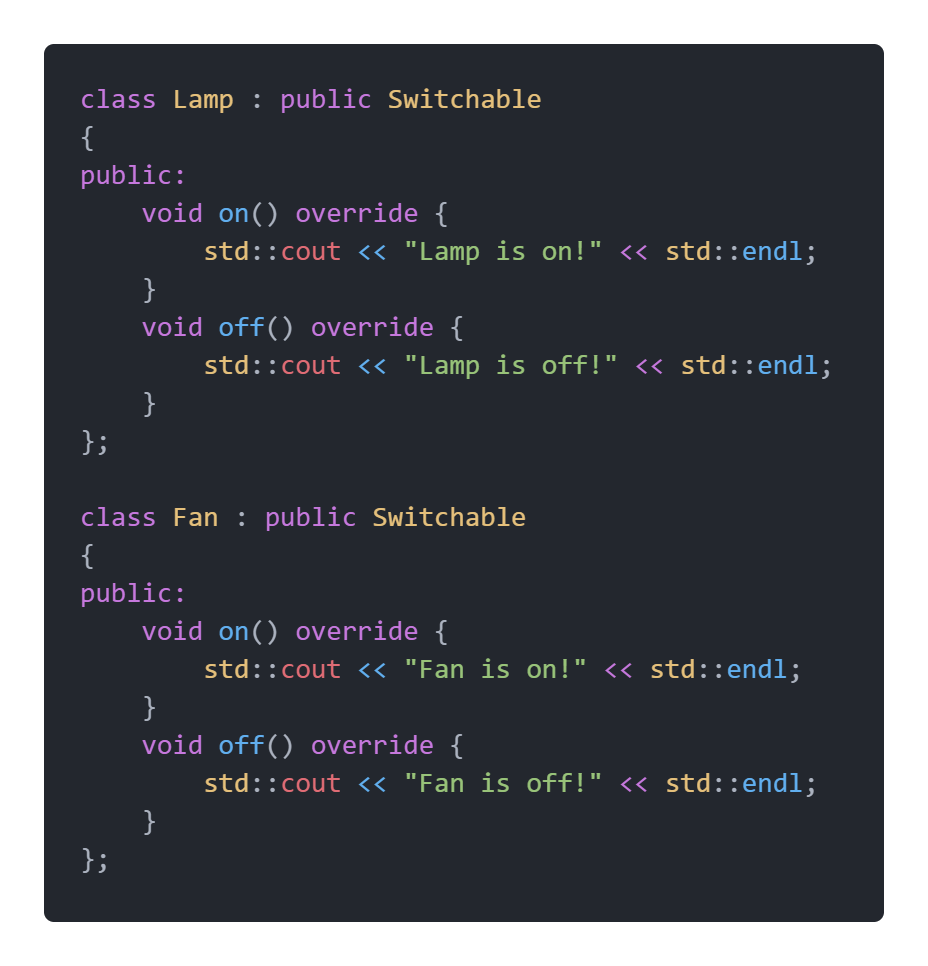 class Lamp : public Switchable
{
public:
    void on() override {
        std::cout << "Lamp is on!" << std::endl;
    }
    void off() override {
        std::cout << "Lamp is off!" << std::endl;
    }
};

class Fan : public Switchable
{
public:
    void on() override {
        std::cout << "Fan is on!" << std::endl;
    }
    void off() override {
        std::cout << "Fan is off!" << std::endl;
    }
};